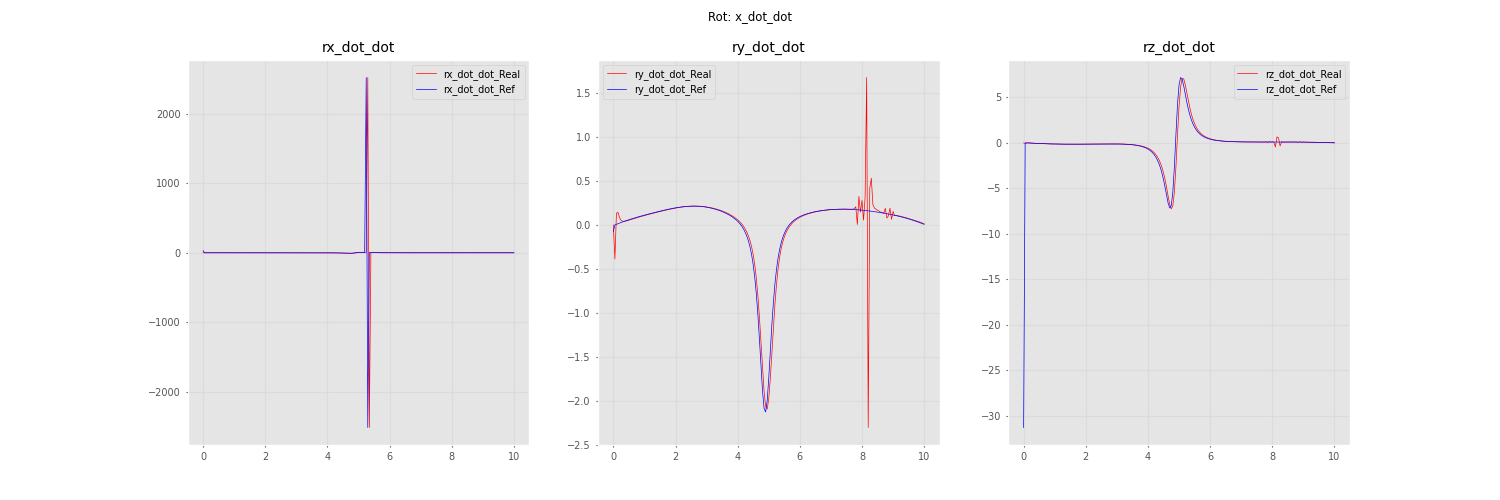 Rot: x_dot_dot
rx_dot_dot
rx_dot_dot_Real
rx_dot_dot_Ref
2000
1000
0
−1000
−2000
0 2 4 6 8 10
ry_dot_dot
ry_dot_dot_Real
ry_dot_dot_Ref
1.5
1.0
0.5
0.0
−0.5
−1.0
−1.5
−2.0
−2.5
0 2 4 6 8 10
rz_dot_dot
rz_dot_dot_Real
rz_dot_dot_Ref
5
0
−5
−10
−15
−20
−25
−30
0 2 4 6 8 10